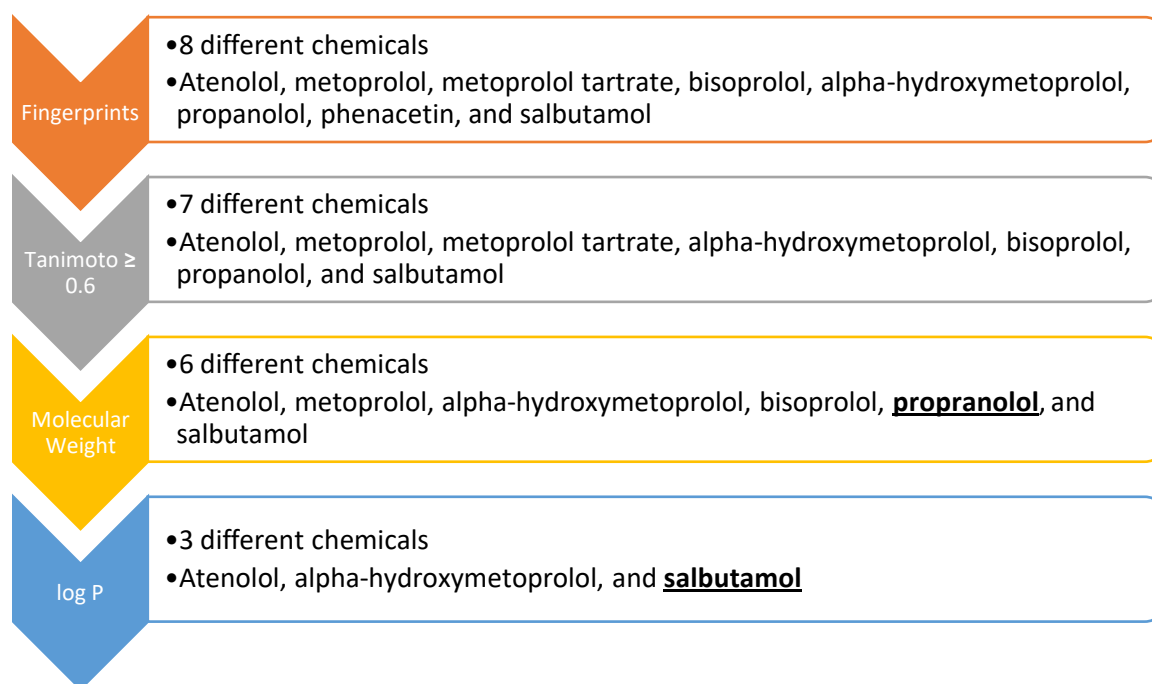 Fingerprints
•8 different chemicals
•Atenolol, metoprolol, metoprolol tartrate, bisoprolol, alpha-hydroxymetoprolol,
propanolol, phenacetin, and salbutamol
Tanimoto ≥
0.6
•7 different chemicals
•Atenolol, metoprolol, metoprolol tartrate, alpha-hydroxymetoprolol, bisoprolol,
propanolol, and salbutamol
Molecular
Weight
•6 different chemicals
•Atenolol, metoprolol, alpha-hydroxymetoprolol, bisoprolol, propranolol, and
salbutamol
log P
•3 different chemicals
•Atenolol, alpha-hydroxymetoprolol, and salbutamol